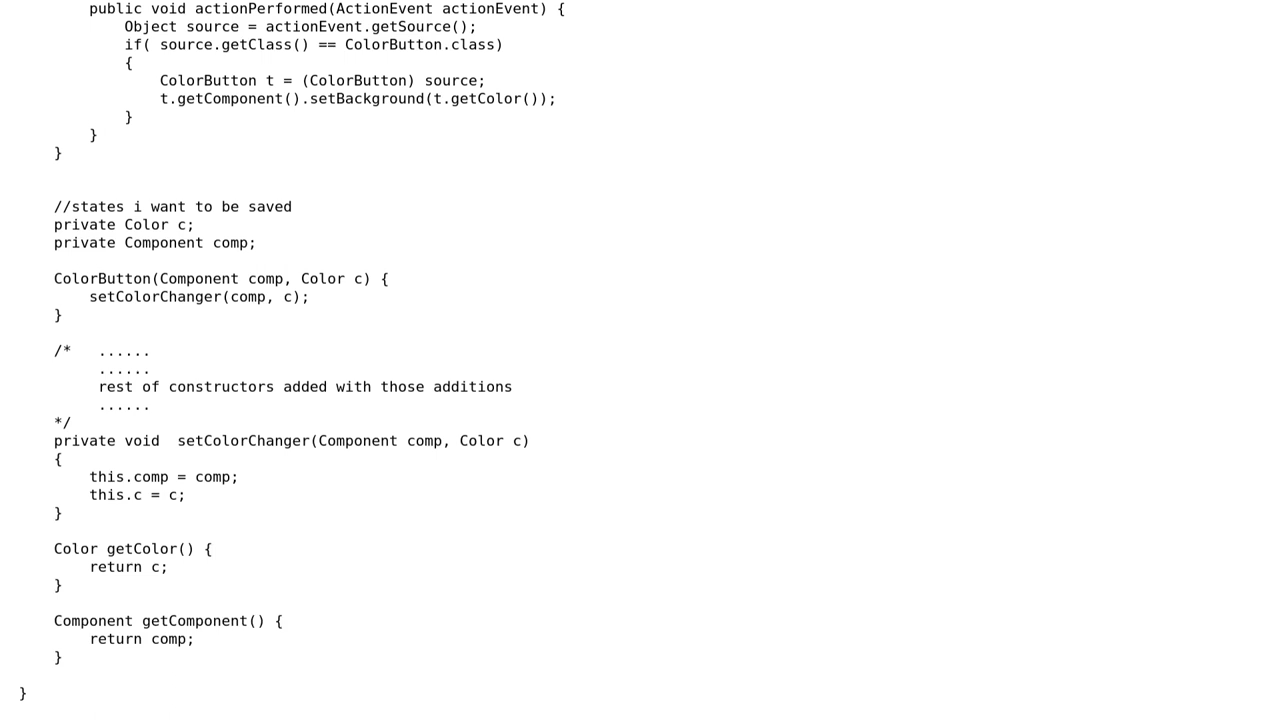 public void actionPerformed(ActionEvent actionEvent) {
Object source = actionEvent.getSource();
if( source.getClass() == ColorButton.class)
{
ColorButton t = (ColorButton) source;
t.getComponent().setBackground(t.getColor());
}
}
}
//states i want to be saved
private Color c;
private Component comp;
ColorButton(Component comp, Color c) {
setColorChanger(comp, c);
}
/*   ......
......
rest of constructors added with those additions
......
*/
private void  setColorChanger(Component comp, Color c)
{
this.comp = comp;
this.c = c;
}
Color getColor() {
return c;
}
Component getComponent() {
return comp;
}
}